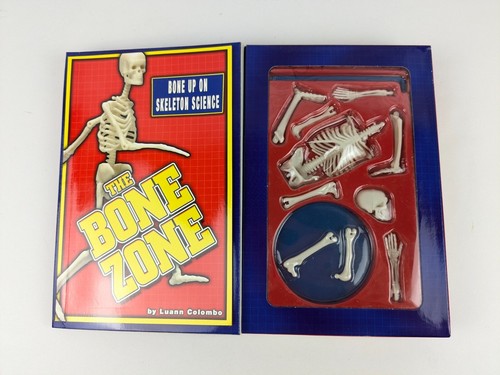 BONE UP ON
SKELETON SCIENCE
THE
BONE
ZONE
by Luann Colombo